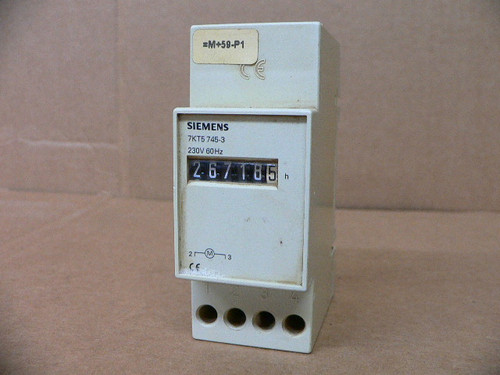 =M+59-P1
CE
SIEMENS
7KT5 745-3
230V 60Hz
267185 h
2 M 3
CE